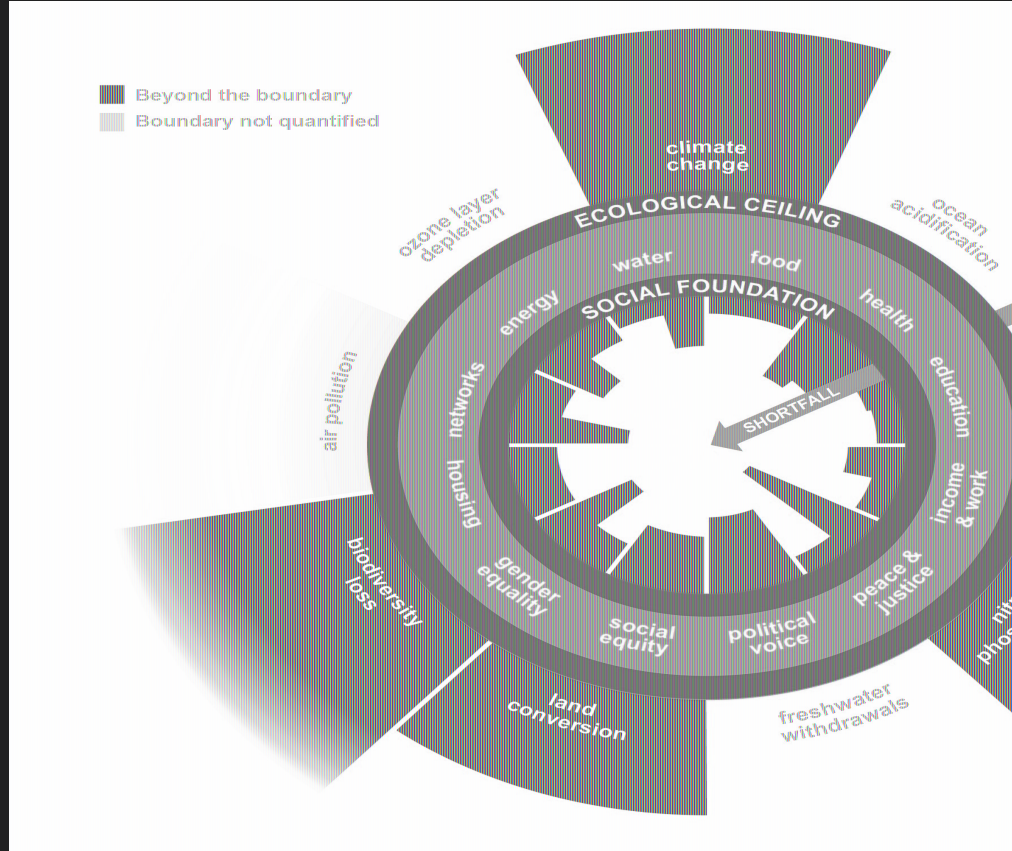 Beyond the boundary
Boundary not quantified
climate
change
ECOLOGICAL CEILING
ozone layer
depletion
ocean
acidification
water
food
SOCIAL FOUNDATION
energy
health
networks
education
air pollution
SHORTFALL
housing
income
& work
biodiversity
loss
gender
equality
peace &
justice
social
equity
political
voice
land
conversion
freshwater
withdrawals